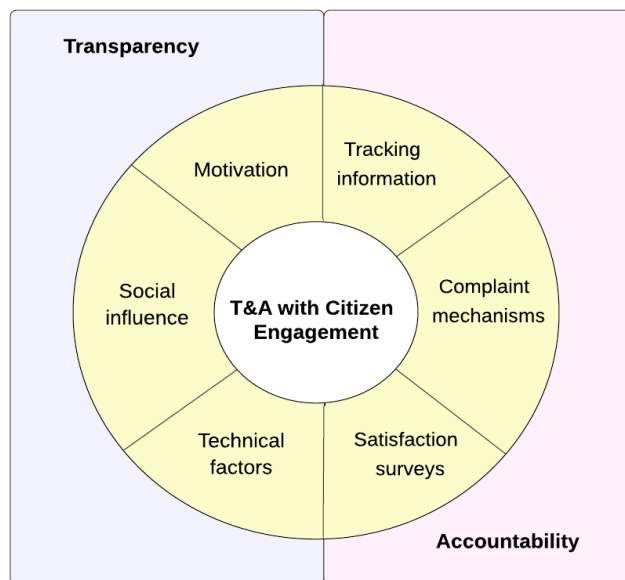 Transparency
Motivation
Tracking
information
Social
influence
T&A with Citizen
Engagement
Complaint
mechanisms
Technical
factors
Satisfaction
surveys
Accountability